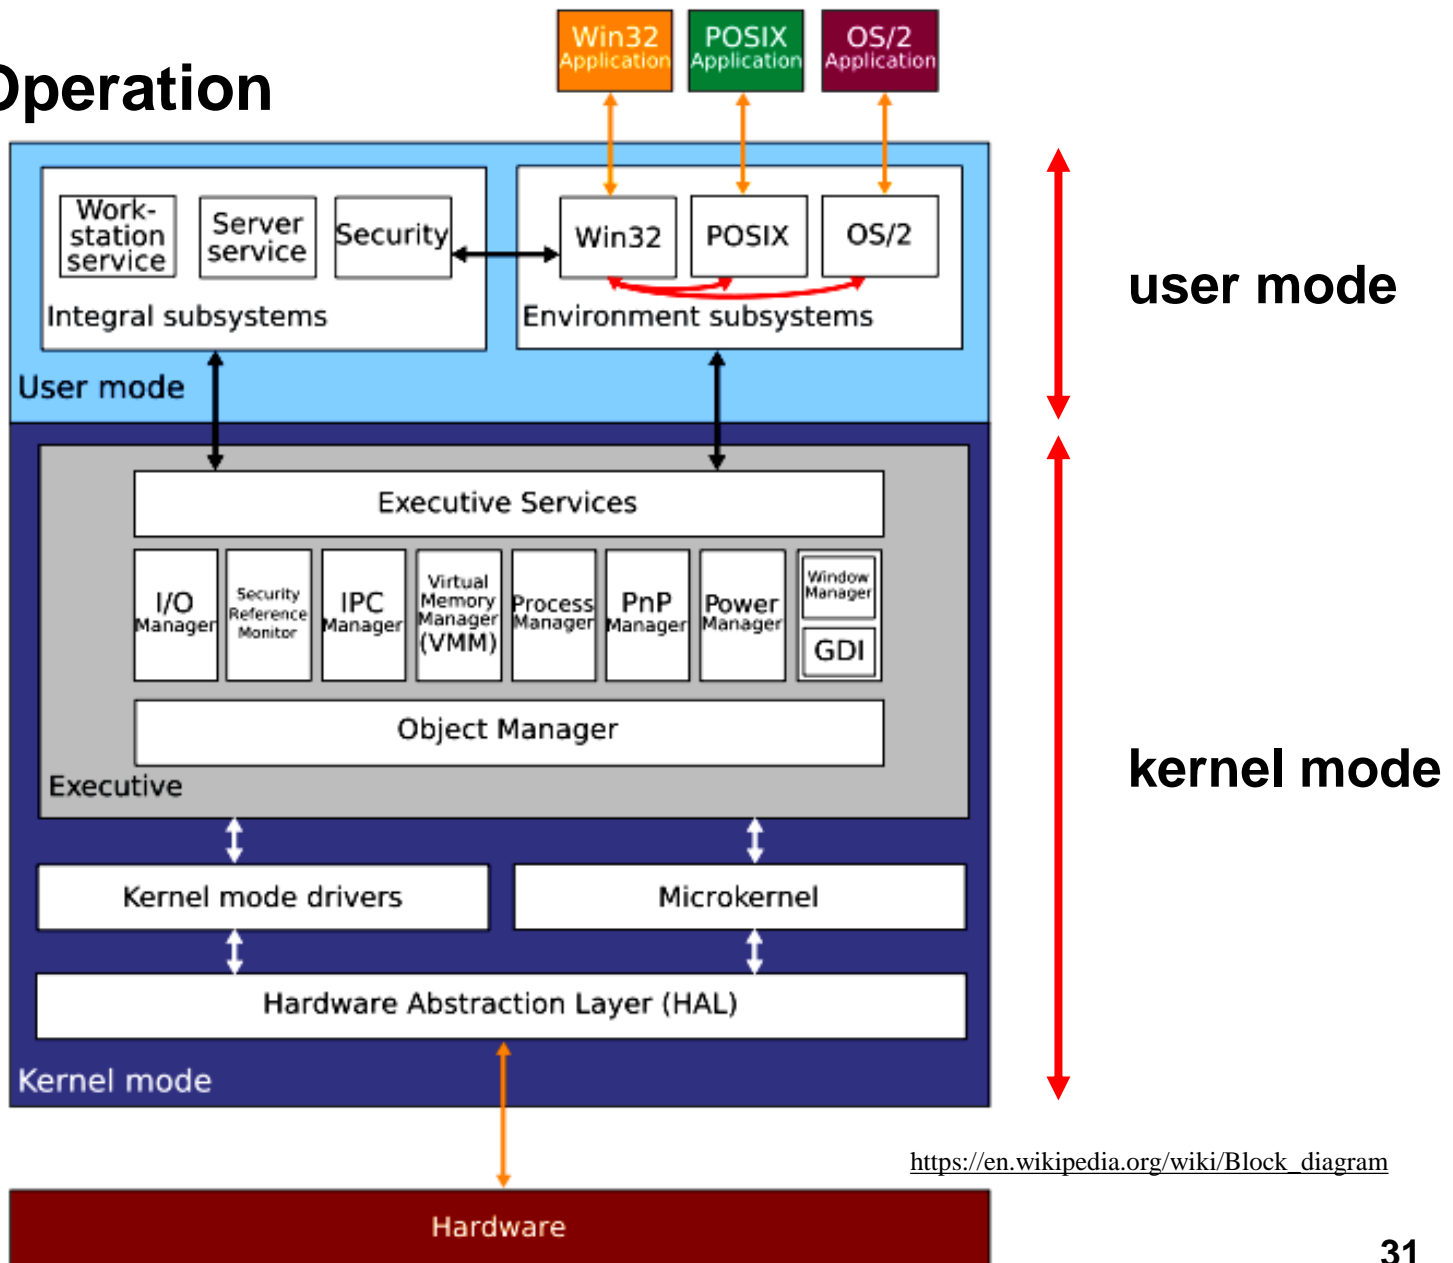 Operation
Win32
Application
POSIX
Application
OS/2
Application
Work-
station
service
Server
service
Security
Integral subsystems
Win32
POSIX
OS/2
Environment subsystems
User mode
user mode
Executive Services
I/O
Manager
Security
Reference
Monitor
IPC
Manager
Virtual
Memory
Manager
(VMM)
Process
Manager
PnP
Manager
Power
Manager
Window
Manager
GDI
Object Manager
Executive
kernel mode
Kernel mode drivers
Microkernel
Hardware Abstraction Layer (HAL)
Kernel mode
https://en.wikipedia.org/wiki/Block_diagram
Hardware
31